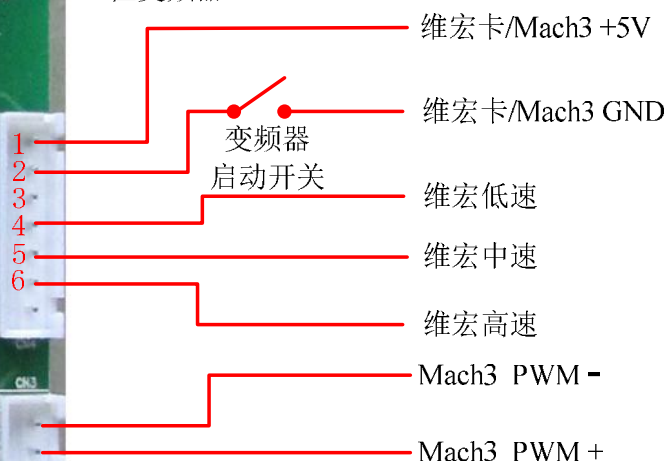 维宏卡/Mach3 +5V
维宏卡/Mach3 GND
变频器
启动开关
1
2
3
4
5
6
维宏低速
维宏中速
维宏高速
CN3
Mach3 PWM -
Mach3 PWM +